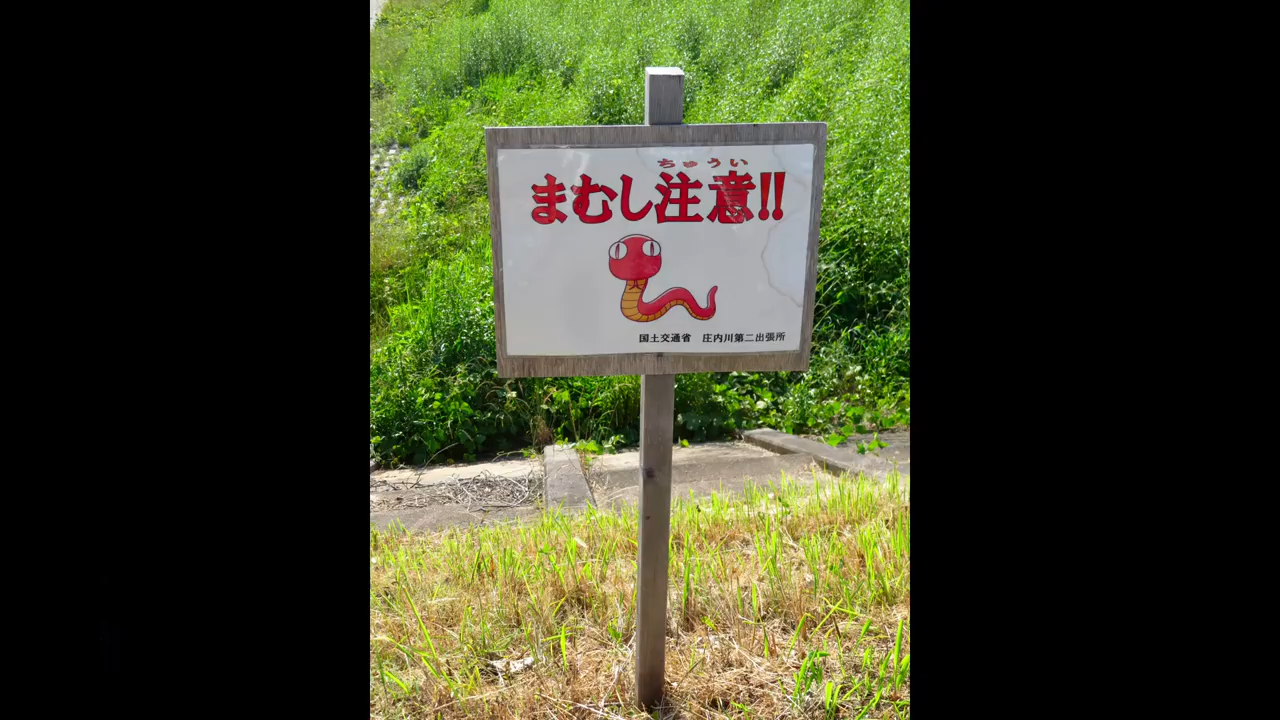 ちゅうい
まむし注意!!
国土交通省　庄内川第二出張所